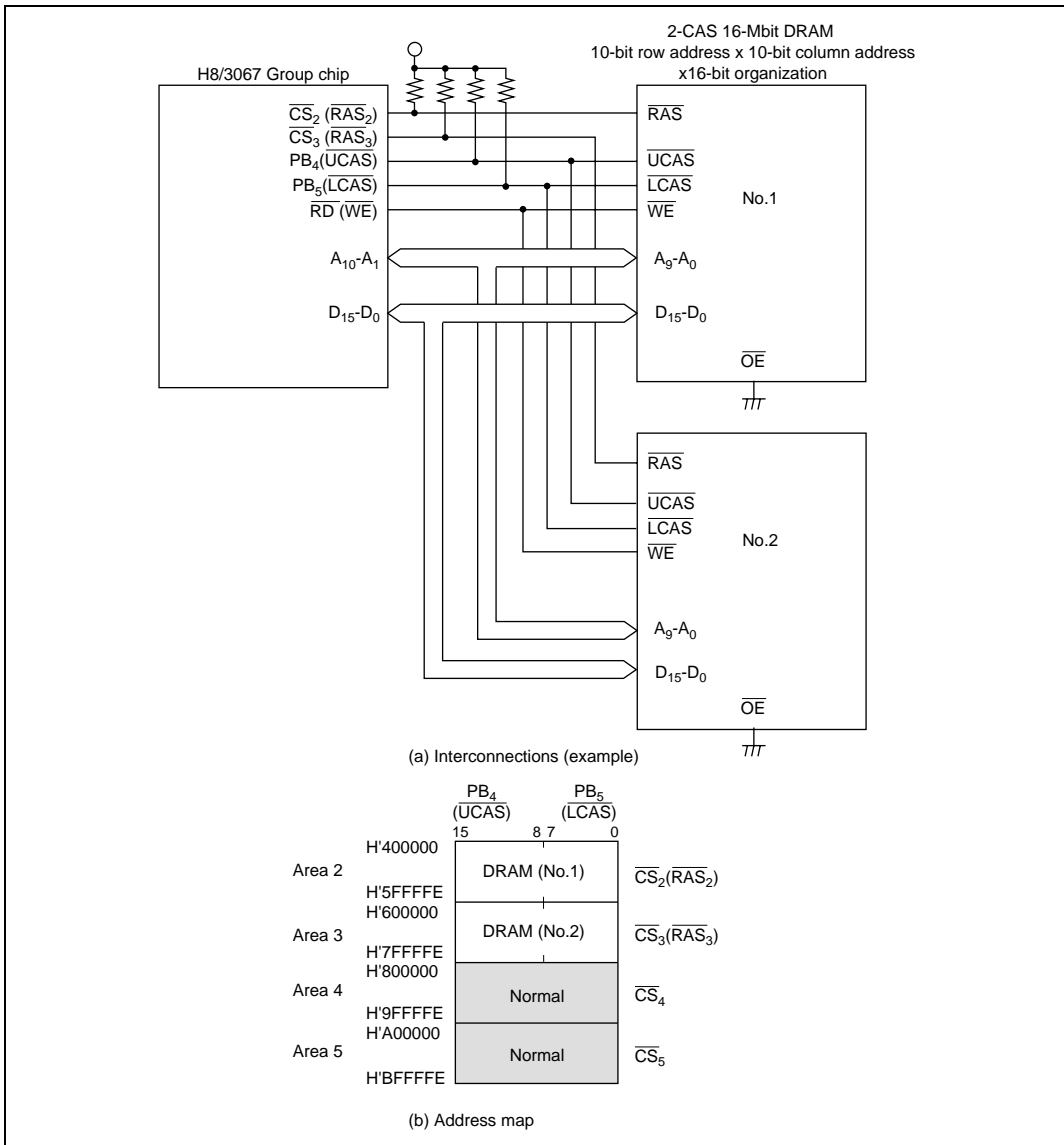 2-CAS 16-Mbit DRAM
10-bit row address x 10-bit column address
x16-bit organization
H8/3067 Group chip
CS2 (RAS2)
CS3 (RAS3)
PB4(UCAS)
PB5(LCAS)
RD (WE)
A10-A1
D15-D0
RAS
UCAS
LCAS
WE
No.1
A9-A0
D15-D0
OE
RAS
UCAS
LCAS
WE
No.2
A9-A0
D15-D0
OE
(a) Interconnections (example)
PB4
(UCAS)
PB5
(LCAS)
15 8 7 0
H'400000
Area 2
DRAM (No.1)
CS2(RAS2)
H'5FFFFE
H'600000
Area 3
DRAM (No.2)
CS3(RAS3)
H'7FFFFE
H'800000
Area 4
Normal
CS4
H'9FFFFE
H'A00000
Area 5
Normal
CS5
H'BFFFFE
(b) Address map